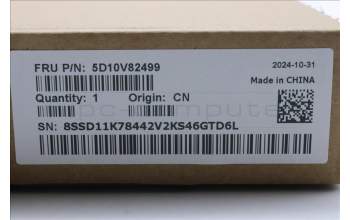 FRU P/N: 5D10V82499
2024-10-31
Made in CHINA
Quantity: 1 Origin: CN
SN: 8SSD11K78442V2KS46GTD6L